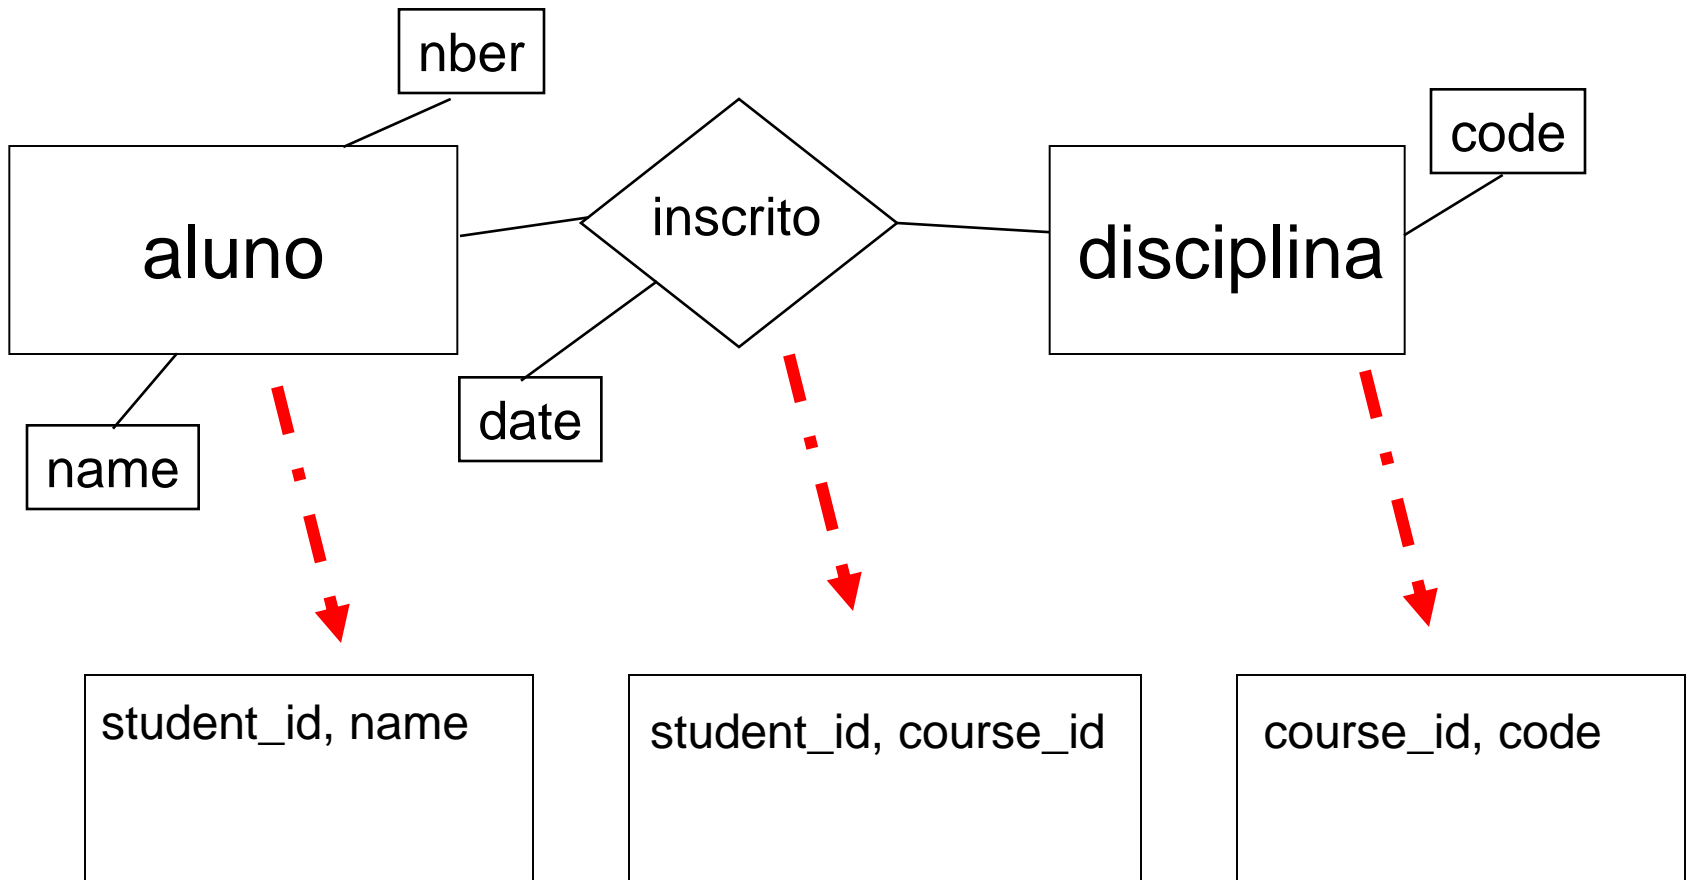 nber
code
aluno
inscrito
disciplina
date
name
student_id, name
student_id, course_id
course_id, code